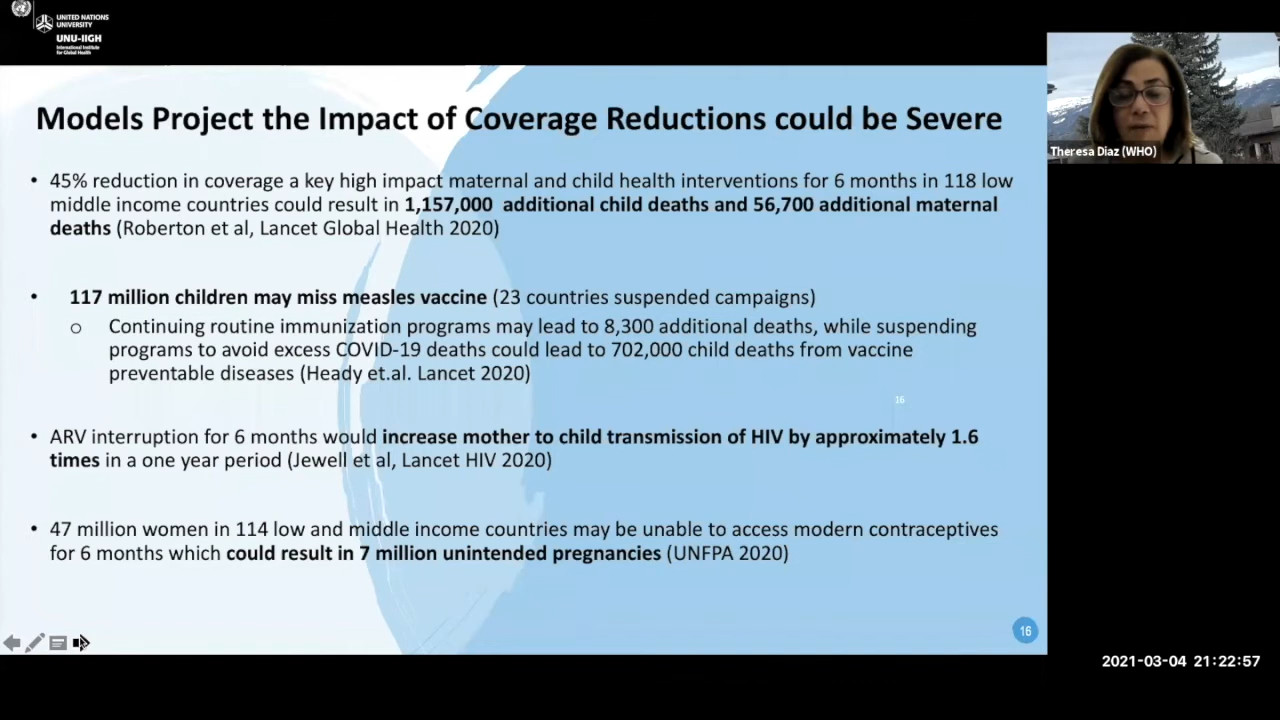 UNITED NATIONS
UNIVERSITY
UNU-IIGH
International Institute
for Global Health
Models Project the Impact of Coverage Reductions could be Severe
• 45% reduction in coverage a key high impact maternal and child health interventions for 6 months in 118 low
middle income countries could result in 1,157,000 additional child deaths and 56,700 additional maternal
deaths (Roberton et al, Lancet Global Health 2020)
• 117 million children may miss measles vaccine (23 countries suspended campaigns)
o Continuing routine immunization programs may lead to 8,300 additional deaths, while suspending
programs to avoid excess COVID-19 deaths could lead to 702,000 child deaths from vaccine
preventable diseases (Heady et.al. Lancet 2020)
16
• ARV interruption for 6 months would increase mother to child transmission of HIV by approximately 1.6
times in a one year period (Jewell et al, Lancet HIV 2020)
• 47 million women in 114 low and middle income countries may be unable to access modern contraceptives
for 6 months which could result in 7 million unintended pregnancies (UNFPA 2020)
16
Theresa Diaz (WHO)
2021-03-04 21:22:57